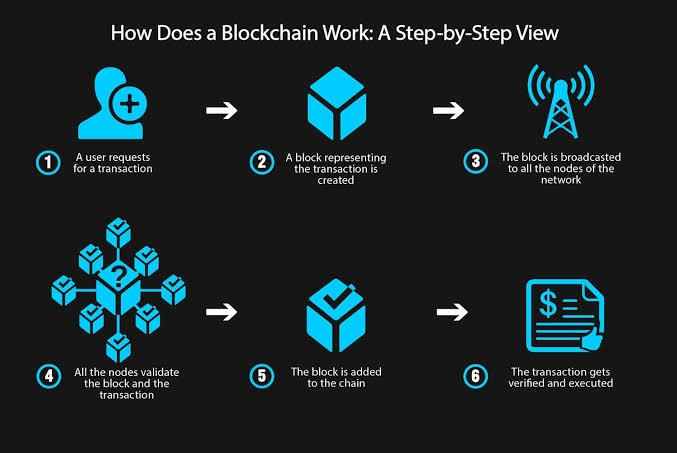 How Does a Blockchain Work: A Step-by-Step View
1
A user requests
for a transaction
2
A block representing
the transaction is
created
3
The block is broadcasted
to all the nodes of the
network
?
4
All the nodes validate
the block and the
transaction
5
The block is added
to the chain
$
6
The transaction gets
verified and executed